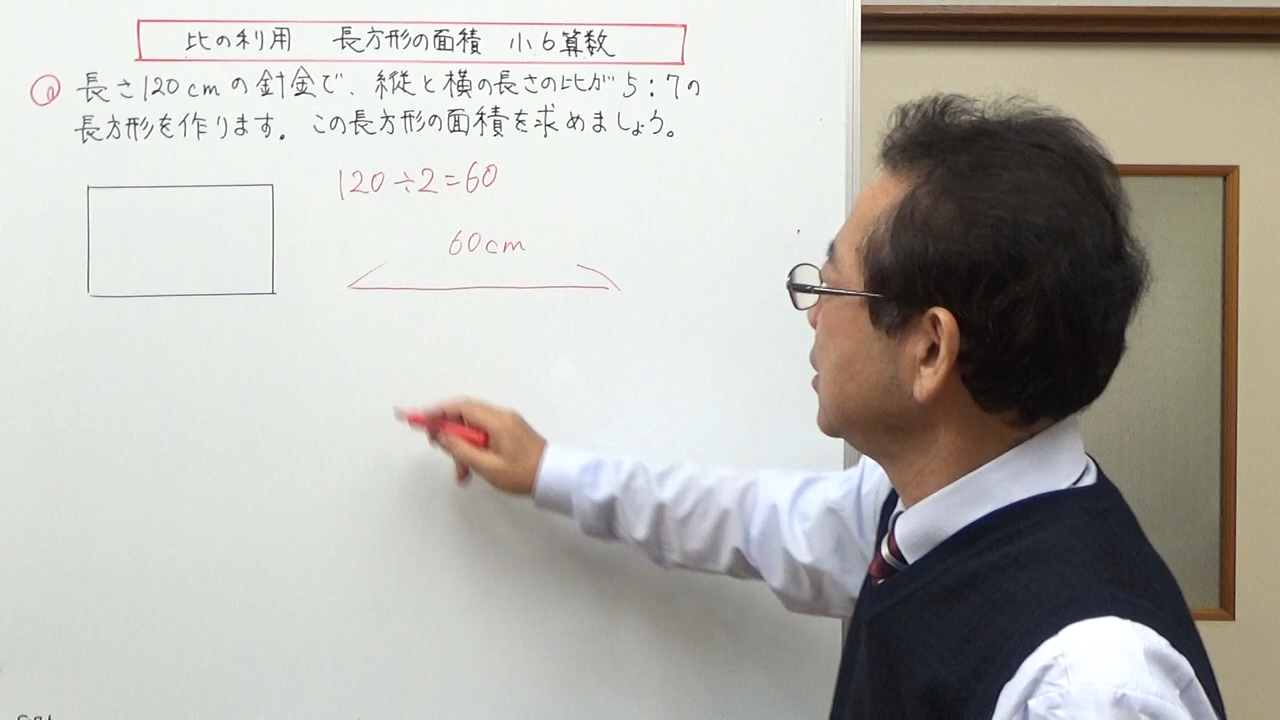 比の利用 長方形の面積 小6算数
長さ120cmの針金で、縦と横の長さの比が5:7の
長方形を作ります。この長方形の面積を求めましょう。
120÷2=60
60cm